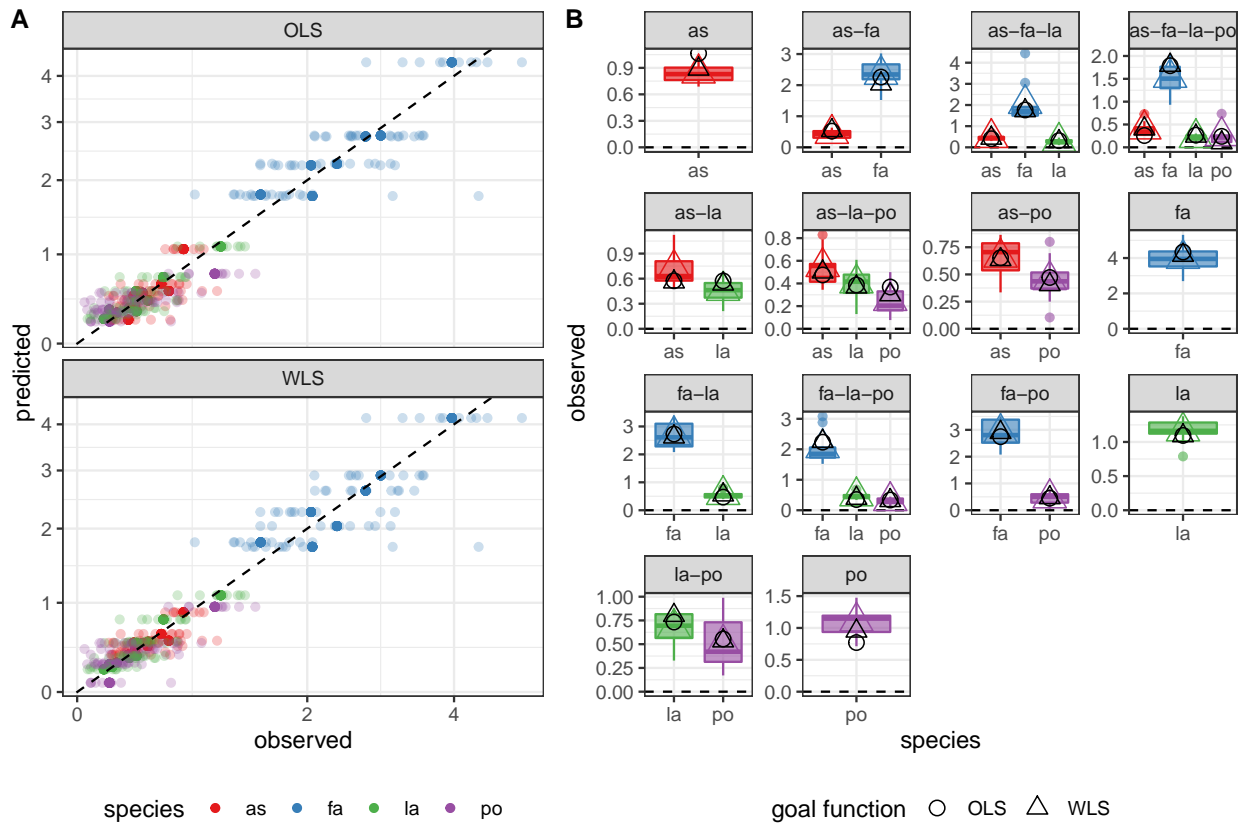 A
OLS
4
3
2
1
0
WLS
4
3
2
1
0
0 2 4
predicted
observed
species as fa la po
B
as
0.9
0.6
0.3
0.0
as
as−fa
3
2
1
0
as fa
as−fa−la
4
3
2
1
0
as fa la
as−fa−la−po
2.0
1.5
1.0
0.5
0.0
as fa la po
as−la
0.9
0.6
0.3
0.0
as la
as−la−po
0.8
0.6
0.4
0.2
0.0
as la po
as−po
0.75
0.50
0.25
0.00
as po
fa
4
2
0
fa
fa−la
3
2
1
0
fa la
fa−la−po
3
2
1
0
fa la po
fa−po
3
2
1
0
fa po
la
1.0
0.5
0.0
la
la−po
1.00
0.75
0.50
0.25
0.00
la po
po
1.5
1.0
0.5
0.0
po
observed
species
goal function OLS WLS